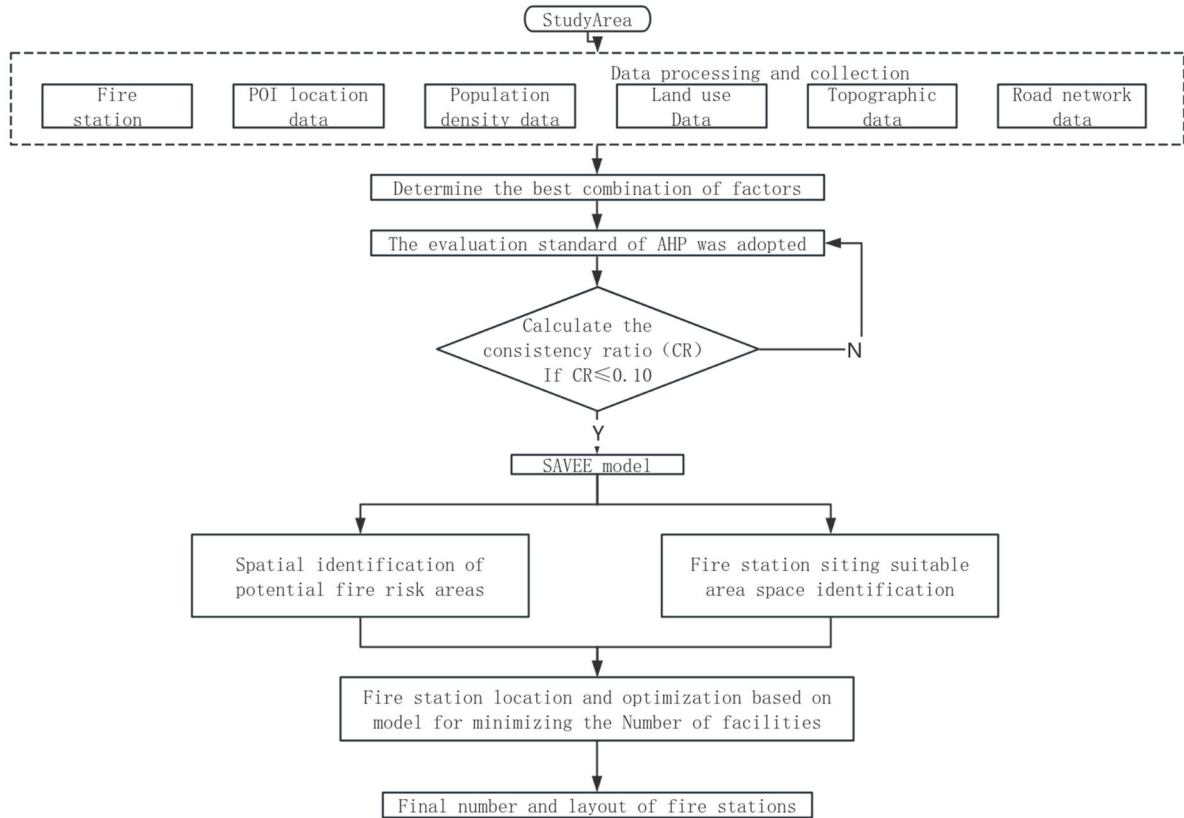 StudyArea
Data processing and collection
Fire
station
POI location
data
Population
density data
Land use
Data
Topographic
data
Road network
data
Determine the best combination of factors
The evaluation standard of AHP was adopted
Calculate the
consistency ratio（CR）
If CR≤0.10
N
Y
SAVEE model
Spatial identification of
potential fire risk areas
Fire station siting suitable
area space identification
Fire station location and optimization based on
model for minimizing the Number of facilities
Final number and layout of fire stations